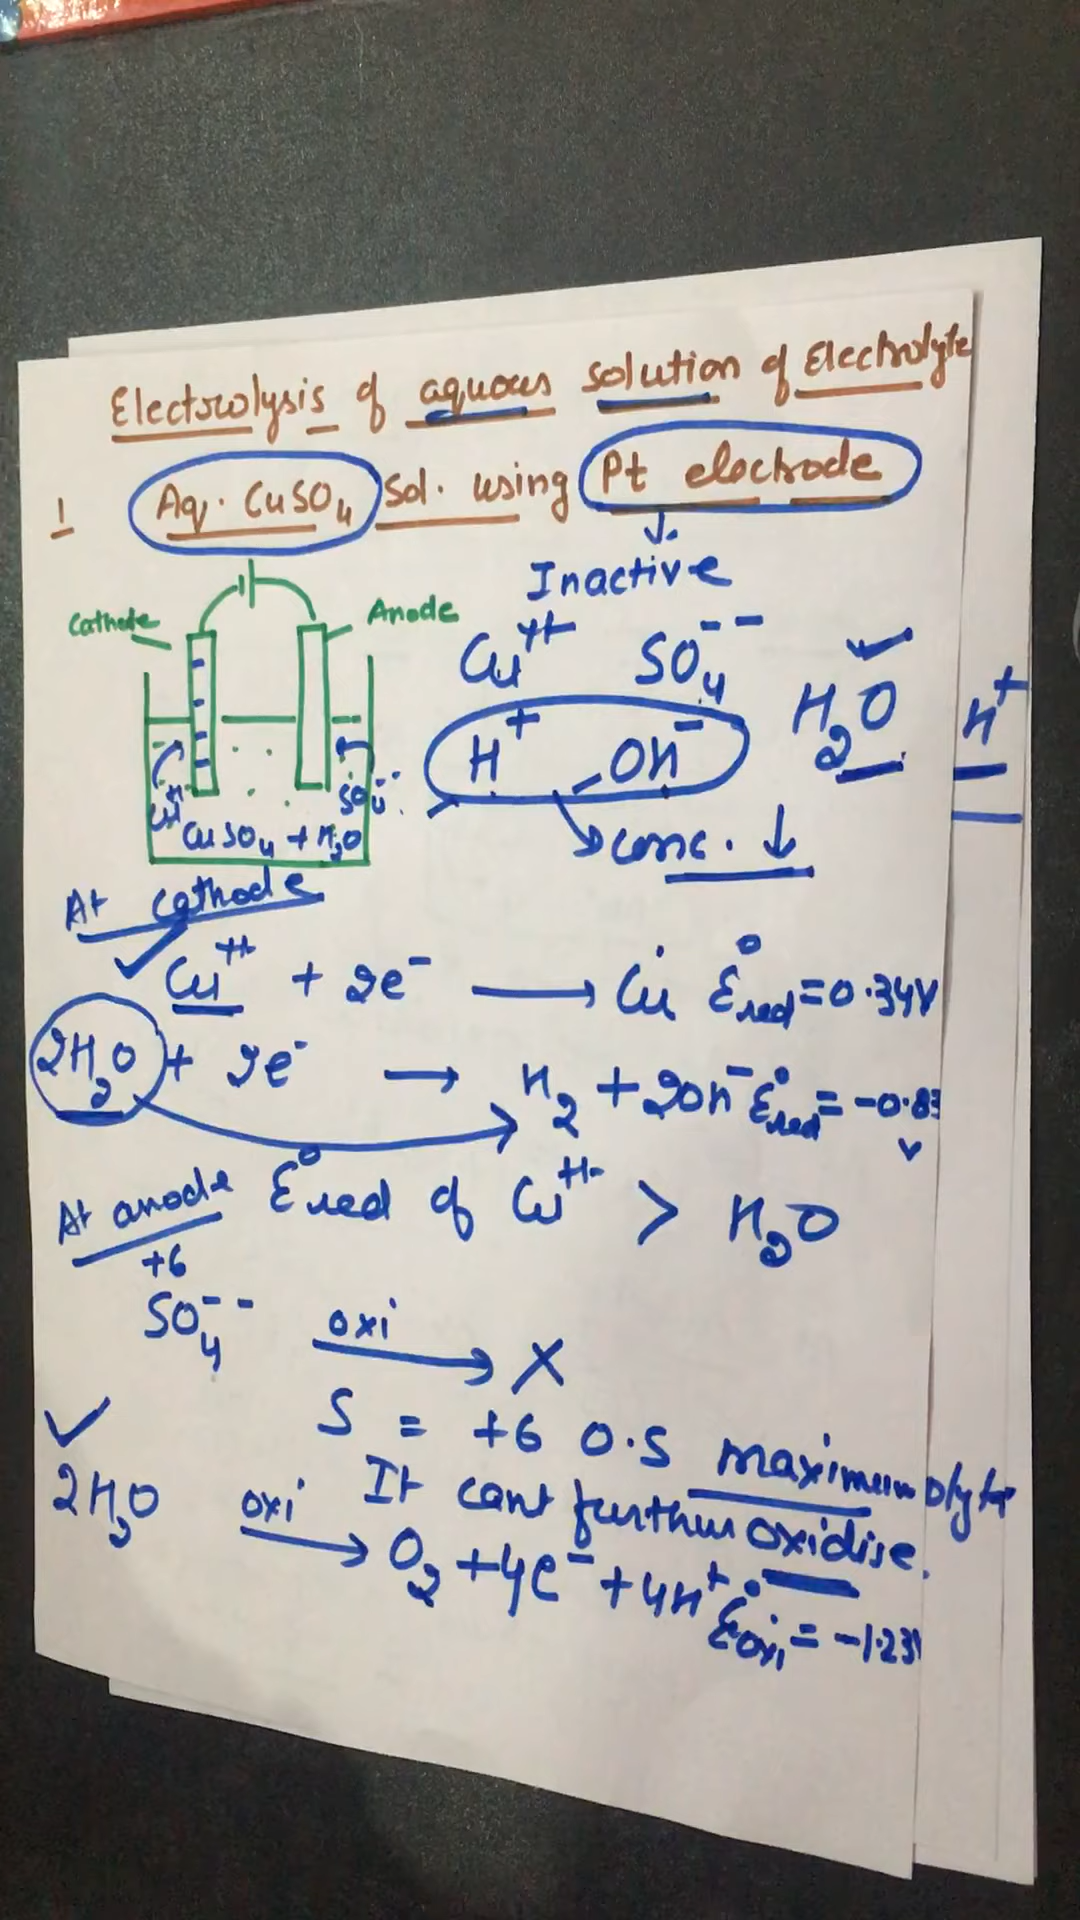 Electrolysis of aquous solution of Electrolyte
1 Aq. CuSO4 Sol. using Pt electrode
Inactive
Cathode
Anode
Cu++ SO4-- H2O H+
H+ OH-
conc. ↓
Cu++ SO4--
CuSO4 + H2O
At cathode
Cu++ + 2e- → Cu E°red = 0.34V
2H2O + 2e- → H2 + 2OH- E°red = -0.83
At anode E°red of Cu++ > H2O
+6
SO4-- oxi → X
S = +6 O.S maximum
It cant further oxidise.
2H2O oxi → O2 + 4e- + 4H+ E°oxi = -1.23V